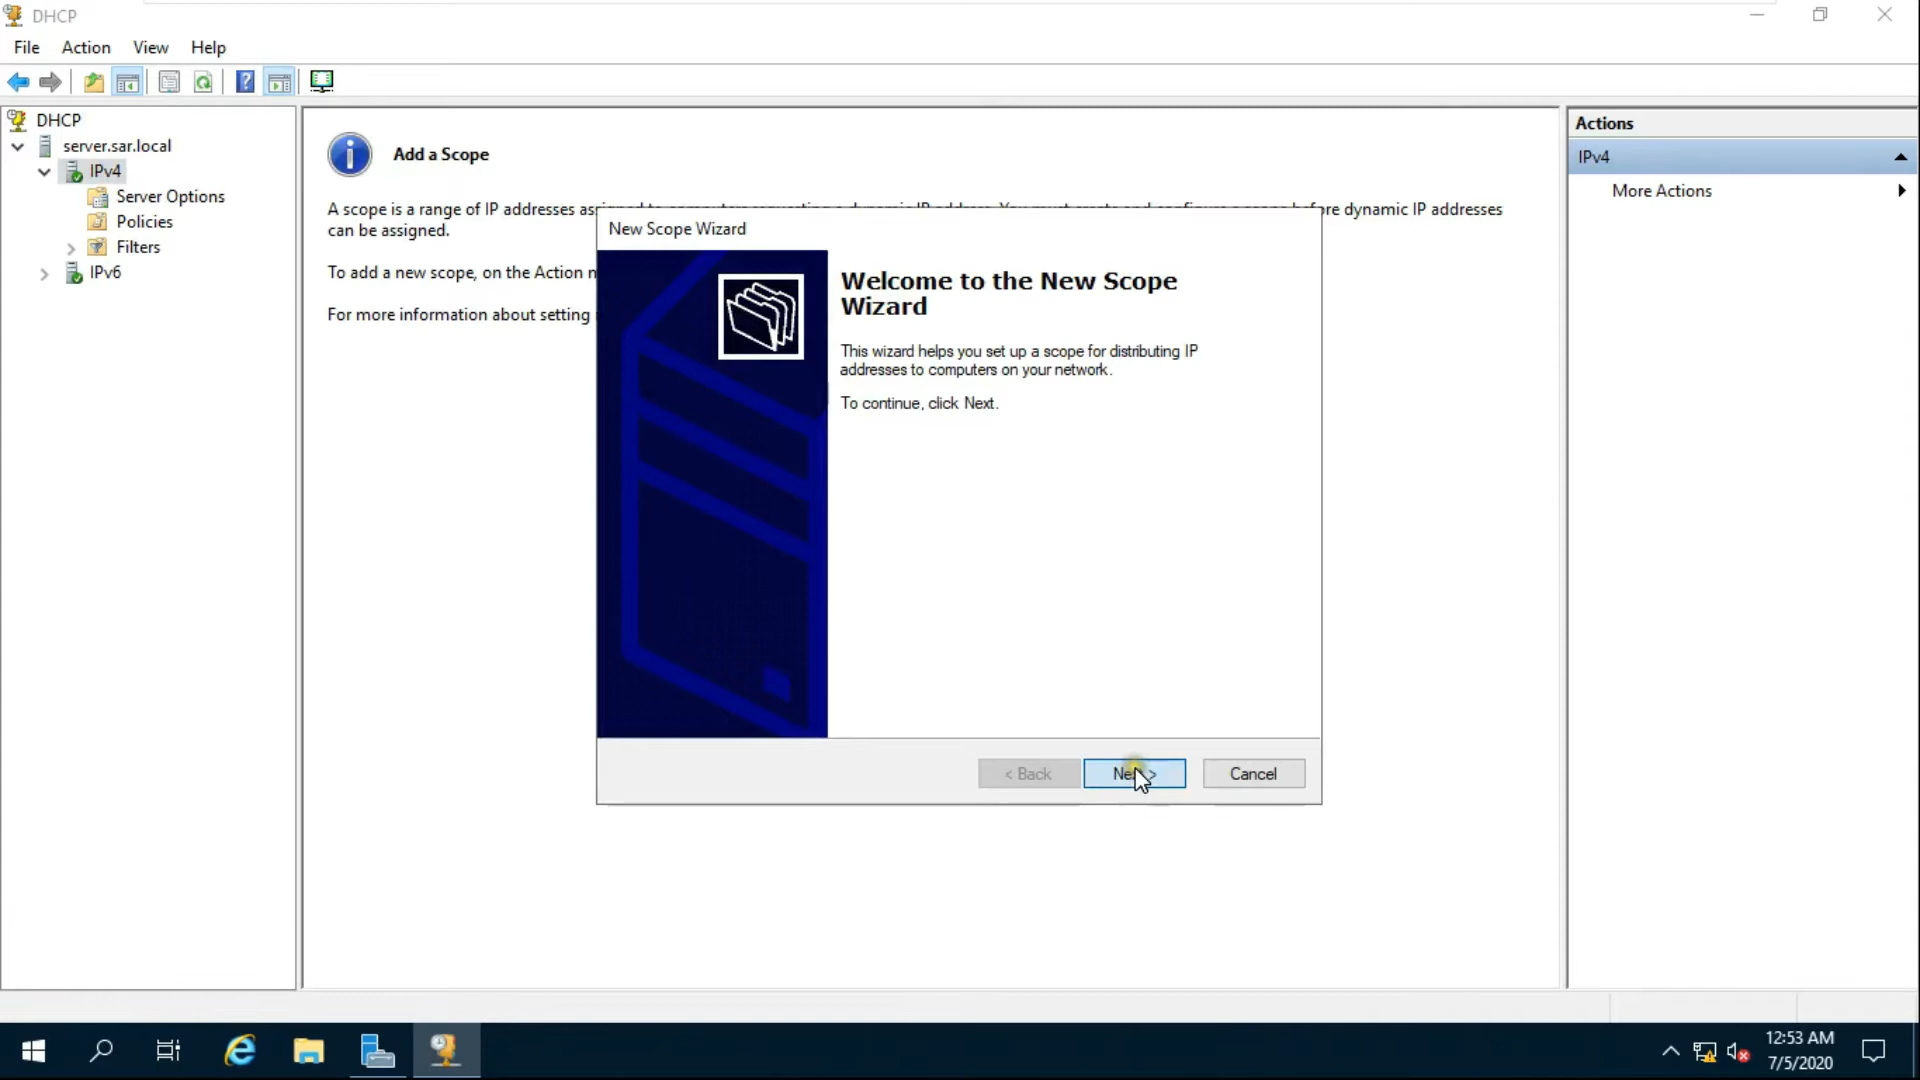 DHCP
File Action View Help
DHCP
server.sar.local
IPv4
Server Options
Policies
Filters
IPv6
Add a Scope
A scope is a range of IP addresses
before dynamic IP addresses
can be assigned.
To add a new scope, on the Action
For more information about setting
New Scope Wizard
Welcome to the New Scope
Wizard
This wizard helps you set up a scope for distributing IP
addresses to computers on your network.
To continue, click Next.
< Back
Cancel
Actions
IPv4
More Actions
12:53 AM
7/5/2020